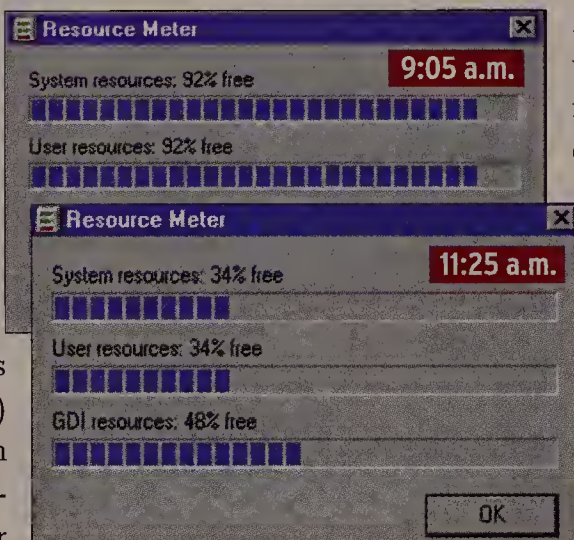 Resource Meter
9:05 a.m.
System resources: 92% free
User resources: 92% free
Resource Meter
11:25 a.m.
System resources: 34% free
User resources: 34% free
GDI resources: 48% free
OK
s
)
n
-
r